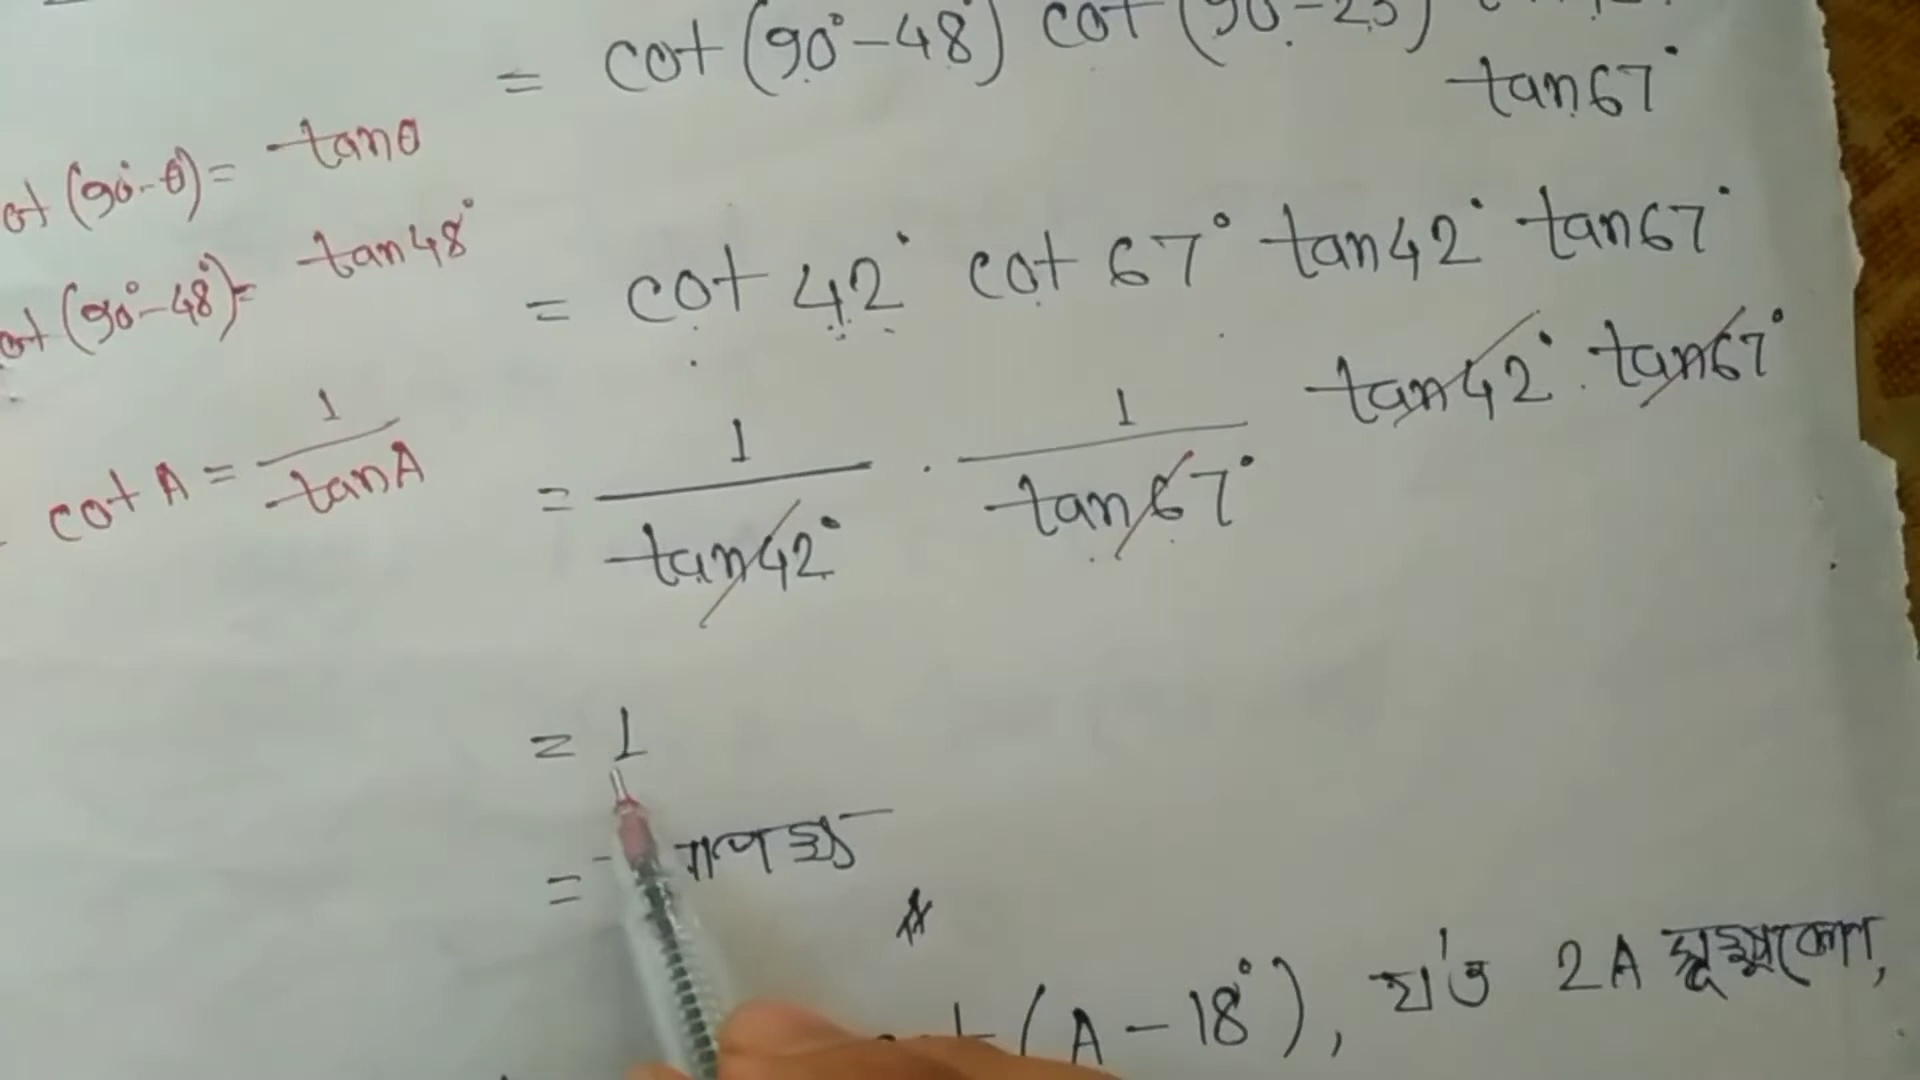 = cot (90° - 48°) cot (90° - 23°)
tan67°
cot (90° - θ) = tanθ
cot (90° - 48°) = tan48°
= cot 42° cot 67° tan42° tan67°
cot A = 1/tanA
= 1/tan42° . 1/tan67° tan42° . tan67°
= 1
=
(A - 18°), য'ত 2A সূক্ষ্মকোণ,